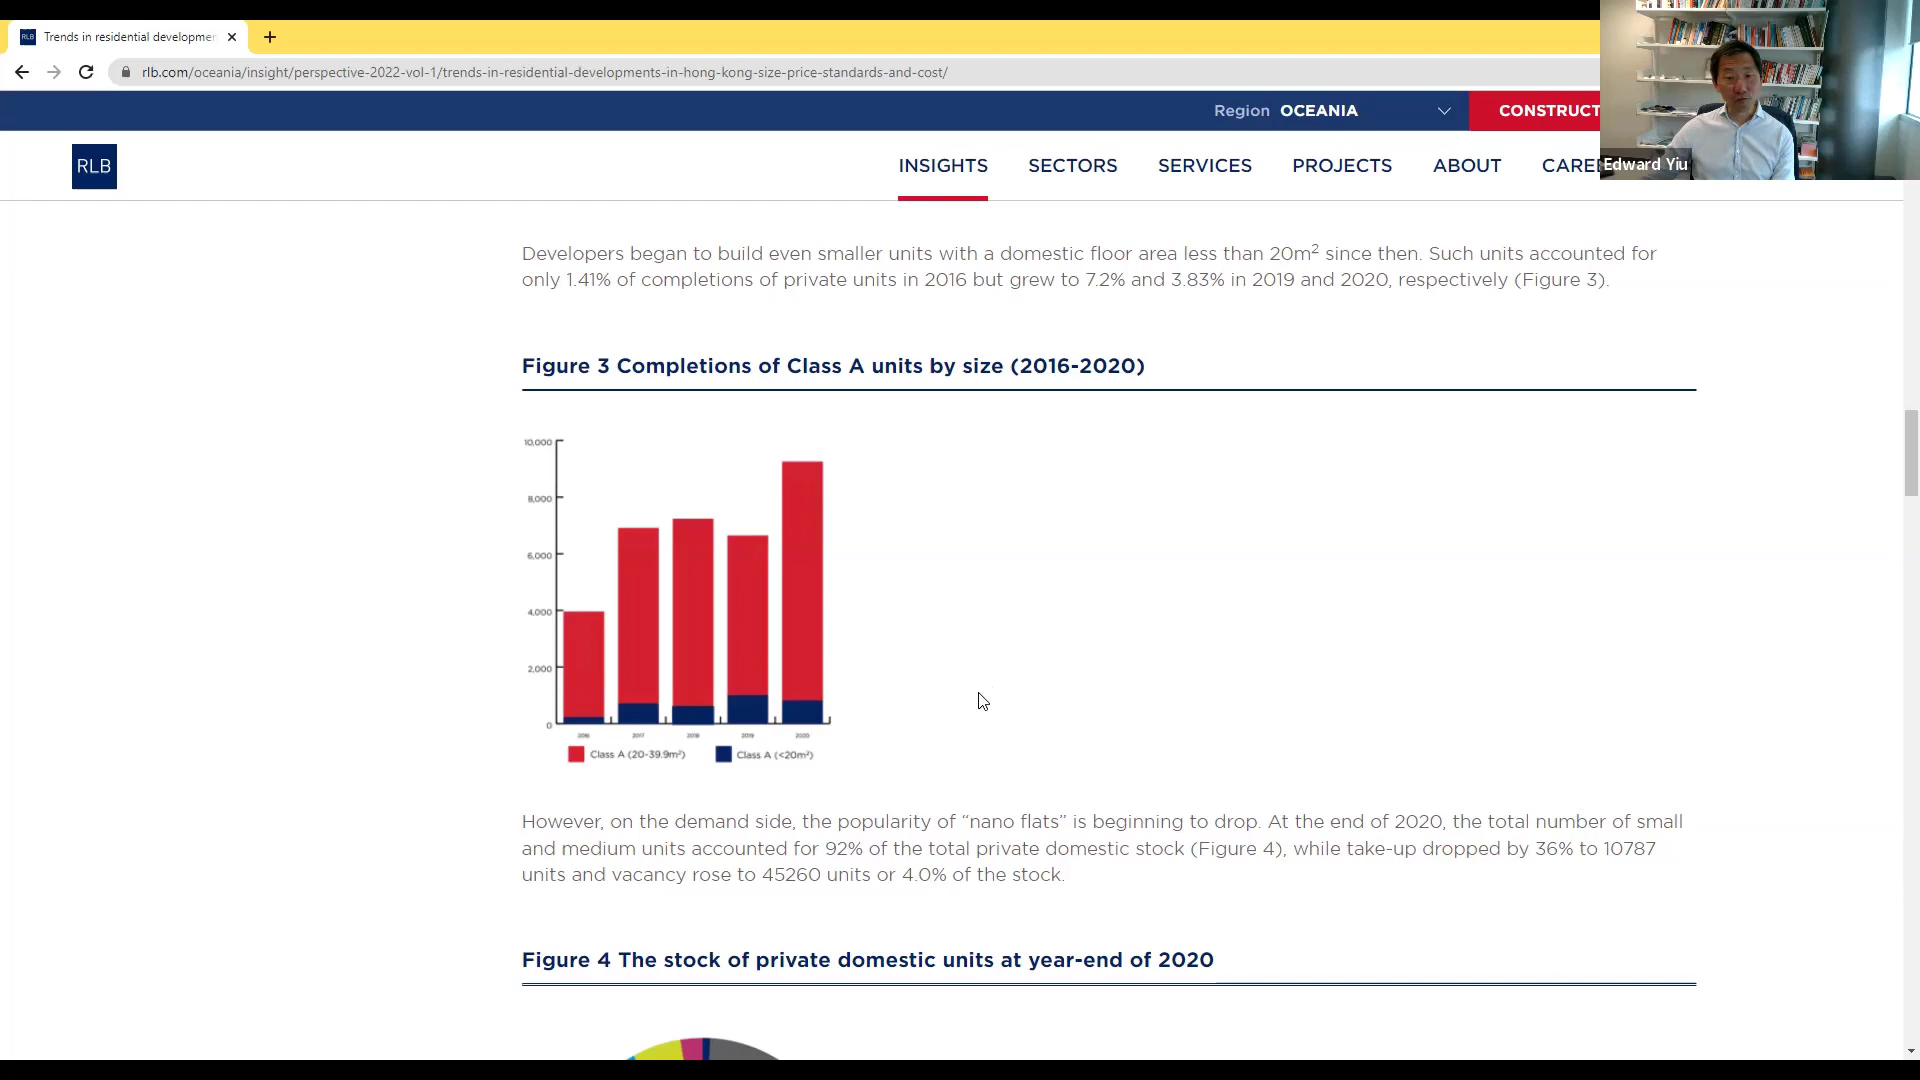 RLB Trends in residential developmen
rlb.com/oceania/insight/perspective-2022-vol-1/trends-in-residential-developments-in-hong-kong-size-price-standards-and-cost/
Region OCEANIA CONSTRUCT
RLB INSIGHTS SECTORS SERVICES PROJECTS ABOUT CAREE
Edward Yiu
Developers began to build even smaller units with a domestic floor area less than 20m² since then. Such units accounted for
only 1.41% of completions of private units in 2016 but grew to 7.2% and 3.83% in 2019 and 2020, respectively (Figure 3).
Figure 3 Completions of Class A units by size (2016-2020)
10,000
8,000
6,000
4,000
2,000
0
2016 2017 2018 2019 2020
Class A (20-39.9m²) Class A (<20m²)
However, on the demand side, the popularity of “nano flats” is beginning to drop. At the end of 2020, the total number of small
and medium units accounted for 92% of the total private domestic stock (Figure 4), while take-up dropped by 36% to 10787
units and vacancy rose to 45260 units or 4.0% of the stock.
Figure 4 The stock of private domestic units at year-end of 2020